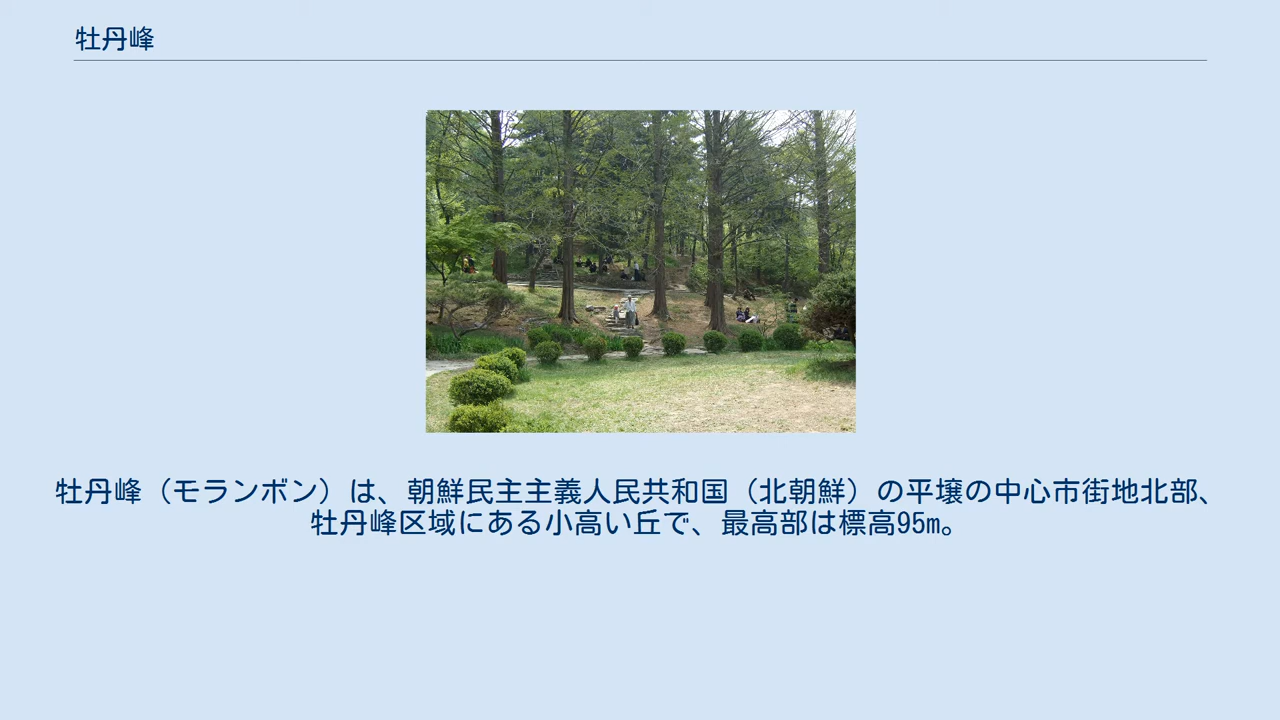 牡丹峰
牡丹峰（モランボン）は、朝鮮民主主義人民共和国（北朝鮮）の平壌の中心市街地北部、
牡丹峰区域にある小高い丘で、最高部は標高95m。